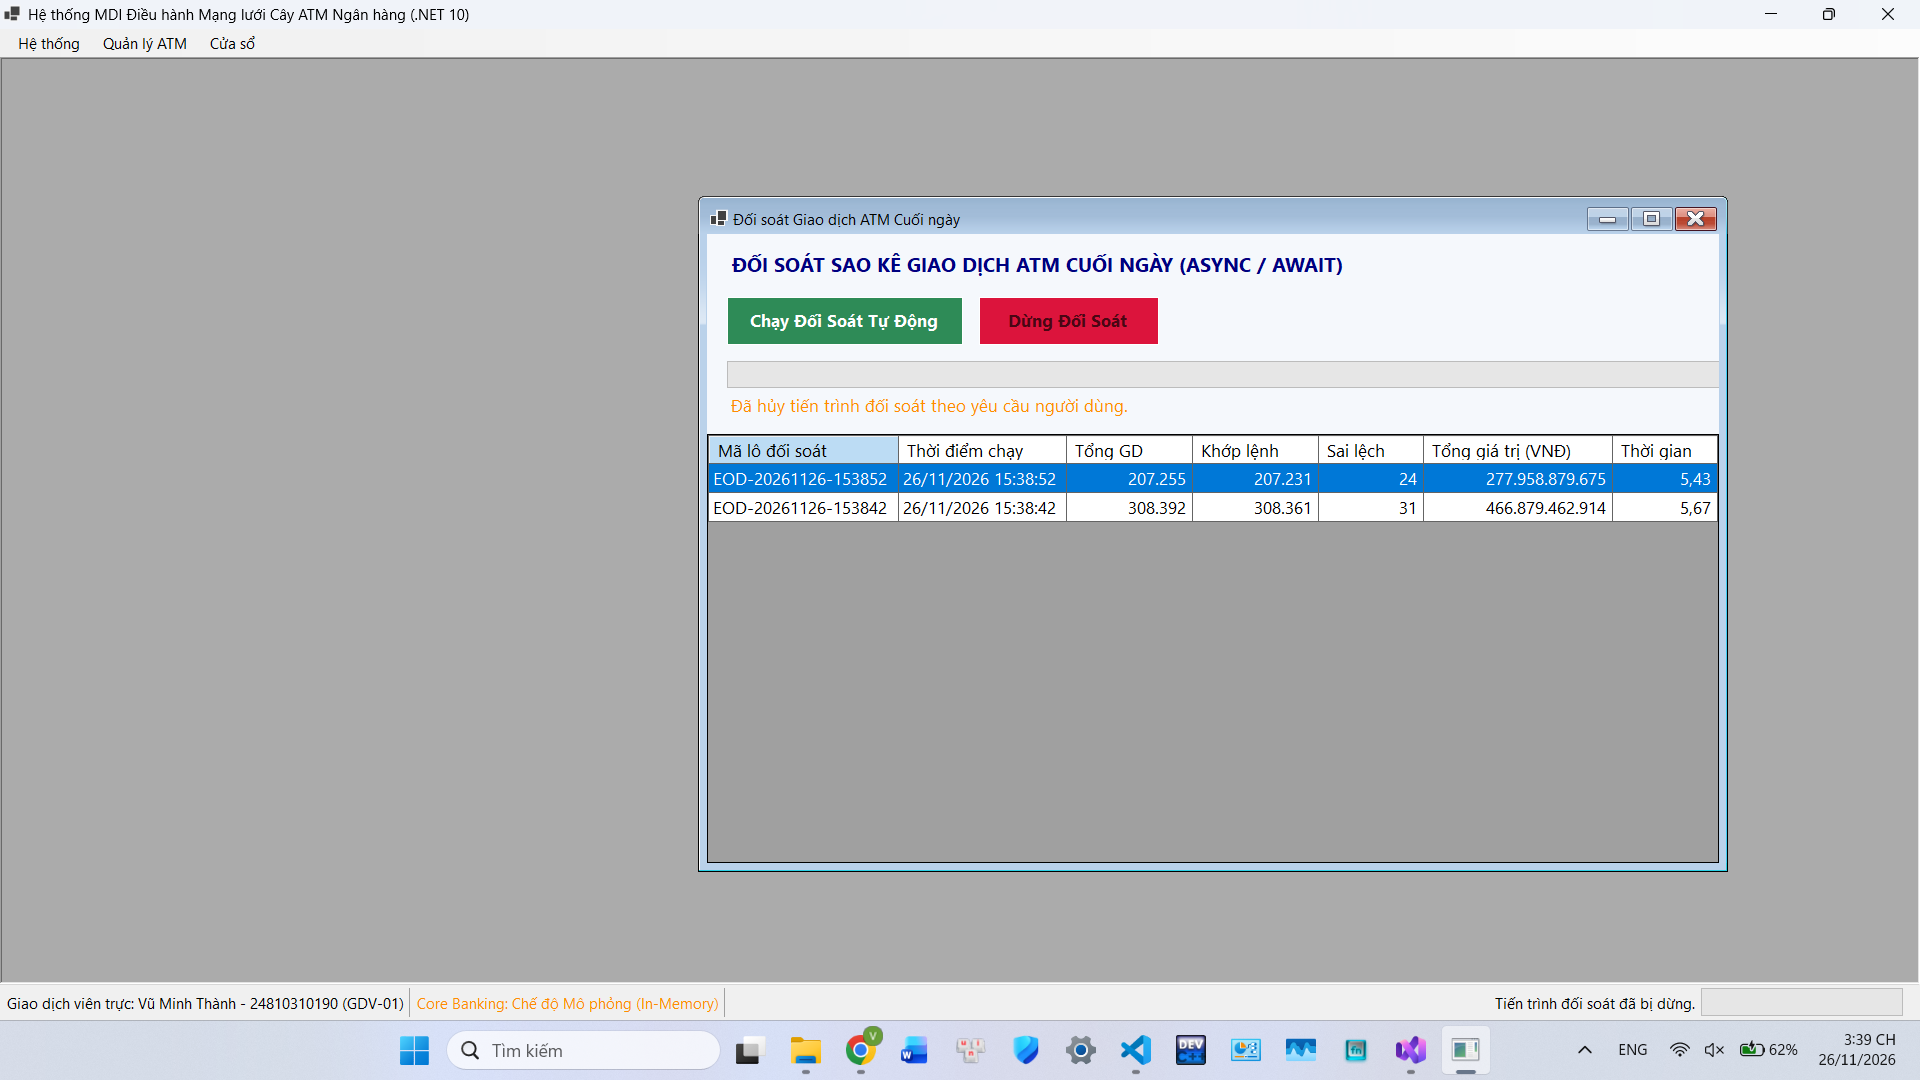 Hệ thống MDI Điều hành Mạng lưới Cây ATM Ngân hàng (.NET 10)
Hệ thống Quản lý ATM Cửa sổ
Đối soát Giao dịch ATM Cuối ngày
ĐỐI SOÁT SAO KÊ GIAO DỊCH ATM CUỐI NGÀY (ASYNC / AWAIT)
Chạy Đối Soát Tự Động Dừng Đối Soát
Đã hủy tiến trình đối soát theo yêu cầu người dùng.
Mã lô đối soát Thời điểm chạy Tổng GD Khớp lệnh Sai lệch Tổng giá trị (VNĐ) Thời gian
EOD-20261126-153852 26/11/2026 15:38:52 207.255 207.231 24 277.958.879.675 5,43
EOD-20261126-153842 26/11/2026 15:38:42 308.392 308.361 31 466.879.462.914 5,67
Giao dịch viên trực: Vũ Minh Thành - 24810310190 (GDV-01) Core Banking: Chế độ Mô phỏng (In-Memory) Tiến trình đối soát đã bị dừng.
Tìm kiếm V W DEV C++ fn ENG 62% 3:39 CH
26/11/2026